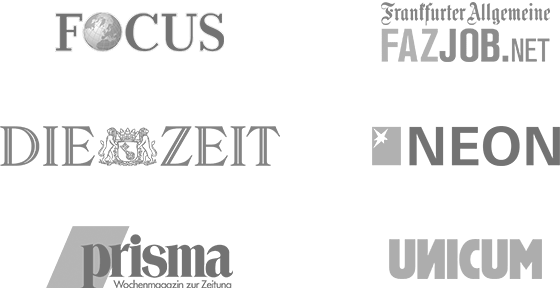 FOCUS
Frankfurter Allgemeine
FAZJOB.NET
DIE ZEIT
NEON
prisma
Wochenmagazin zur Zeitung
UNICUM